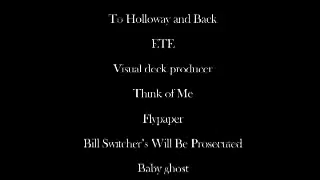 To Holloway and Back
ETE
Visual deck producer
Think of Me
Flypaper
Bill Switcher's Will Be Prosecuted
Baby ghost